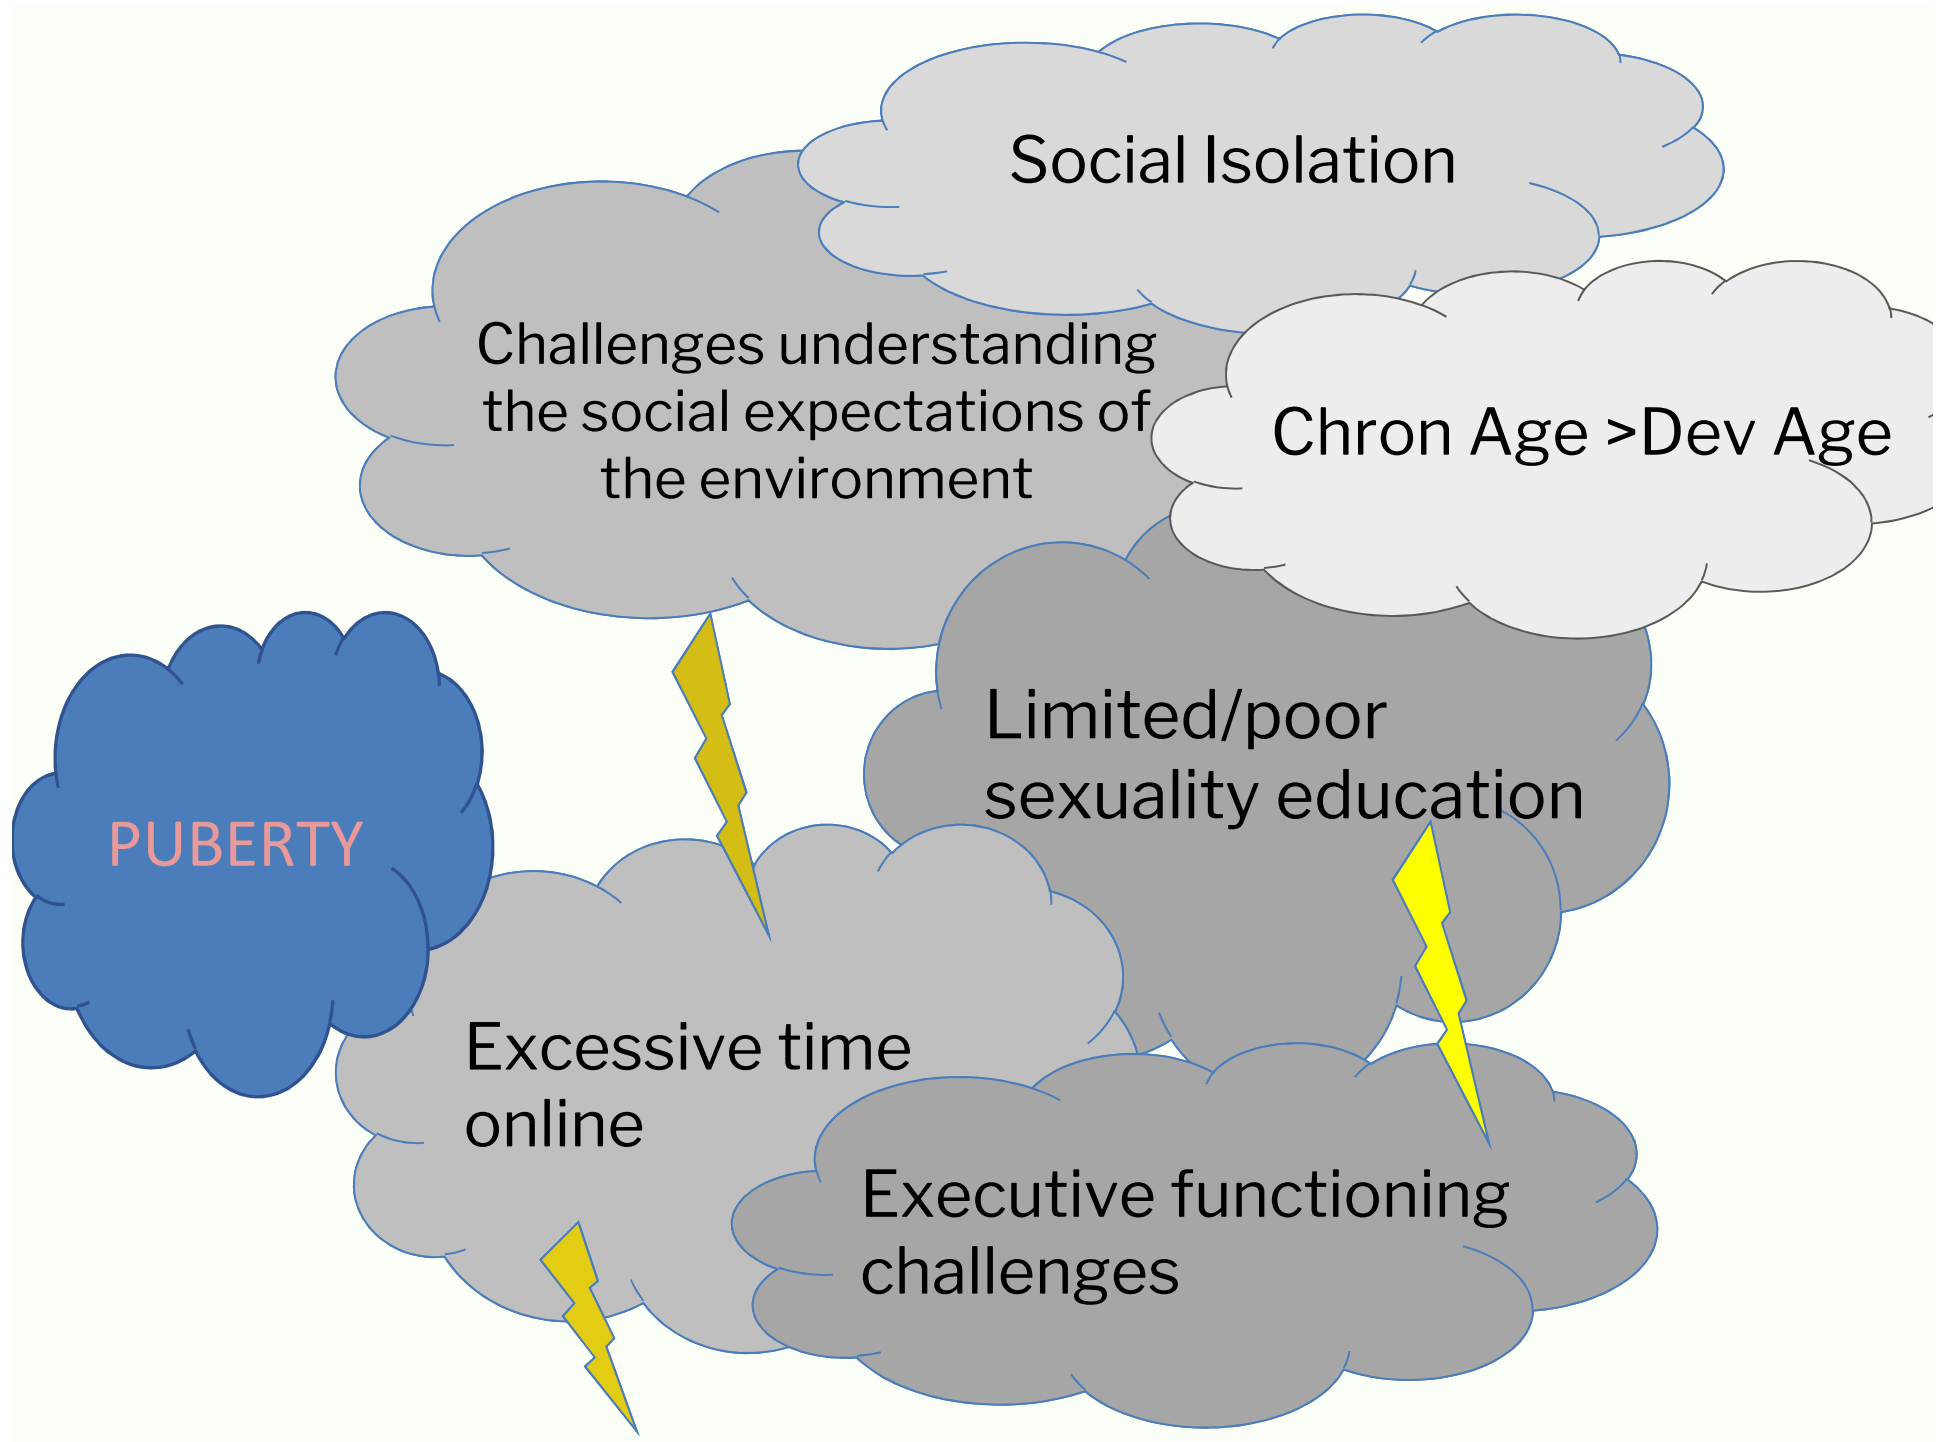 Social Isolation
Challenges understanding
the social expectations of
the environment
Chron Age >Dev Age
Limited/poor
sexuality education
PUBERTY
Excessive time
online
Executive functioning
challenges